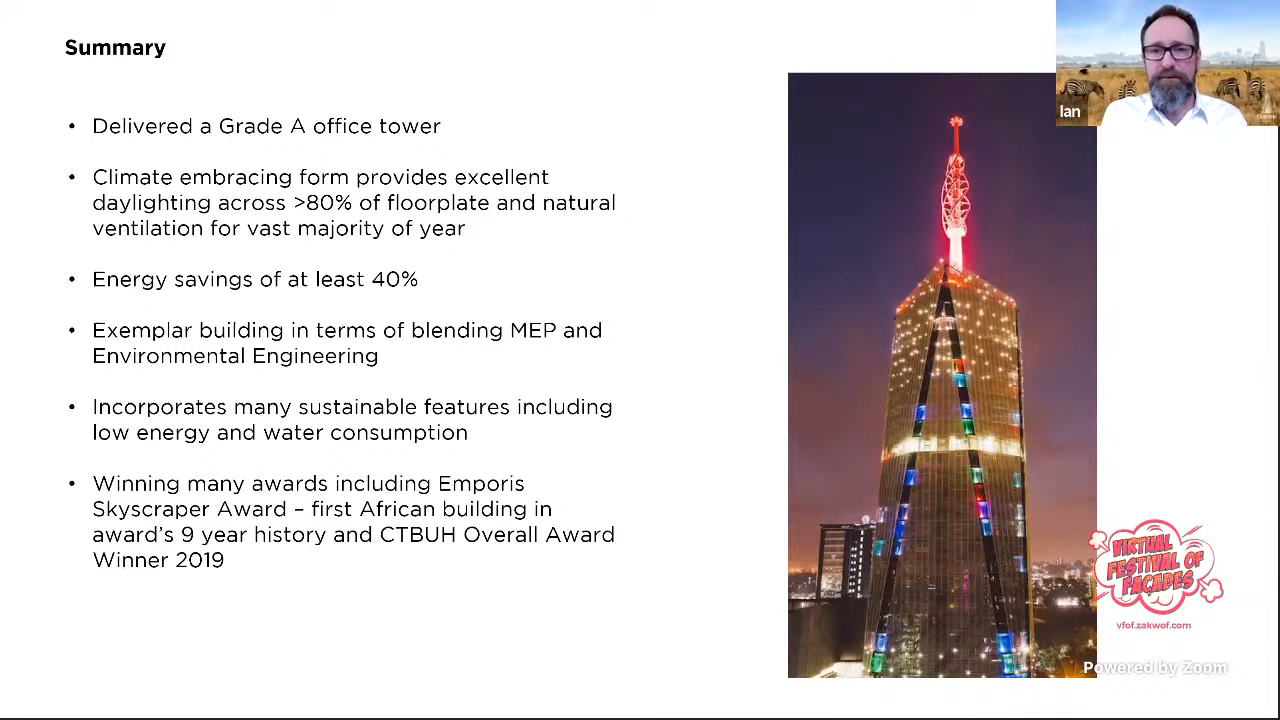 Summary
Ian
• Delivered a Grade A office tower
• Climate embracing form provides excellent
daylighting across >80% of floorplate and natural
ventilation for vast majority of year
• Energy savings of at least 40%
• Exemplar building in terms of blending MEP and
Environmental Engineering
• Incorporates many sustainable features including
low energy and water consumption
• Winning many awards including Emporis
Skyscraper Award – first African building in
award's 9 year history and CTBUH Overall Award
Winner 2019
VIRTUAL
FESTIVAL OF
FAÇADES
vfof.zakwof.com
Powered by Zoom